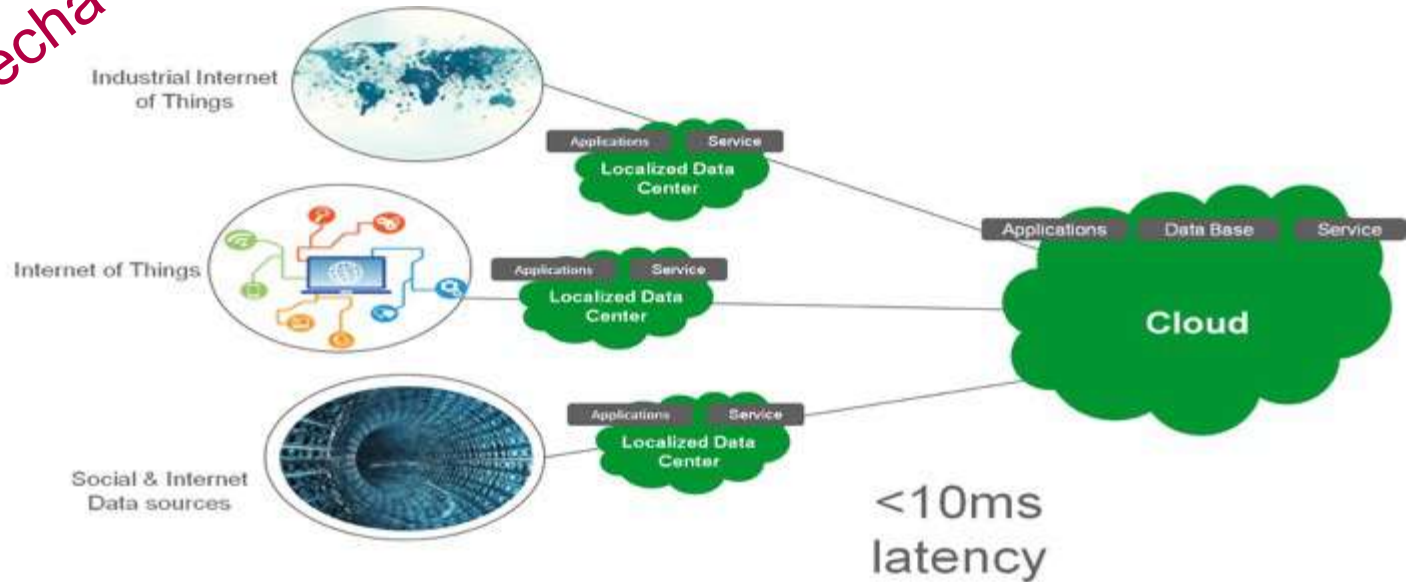 echa
Industrial Internet
of Things
Applications Service
Localized Data
Center
Applications Data Base Service
Cloud
Internet of Things
Applications Service
Localized Data
Center
Applications Service
Localized Data
Center
Social & Internet
Data sources
<10ms
latency